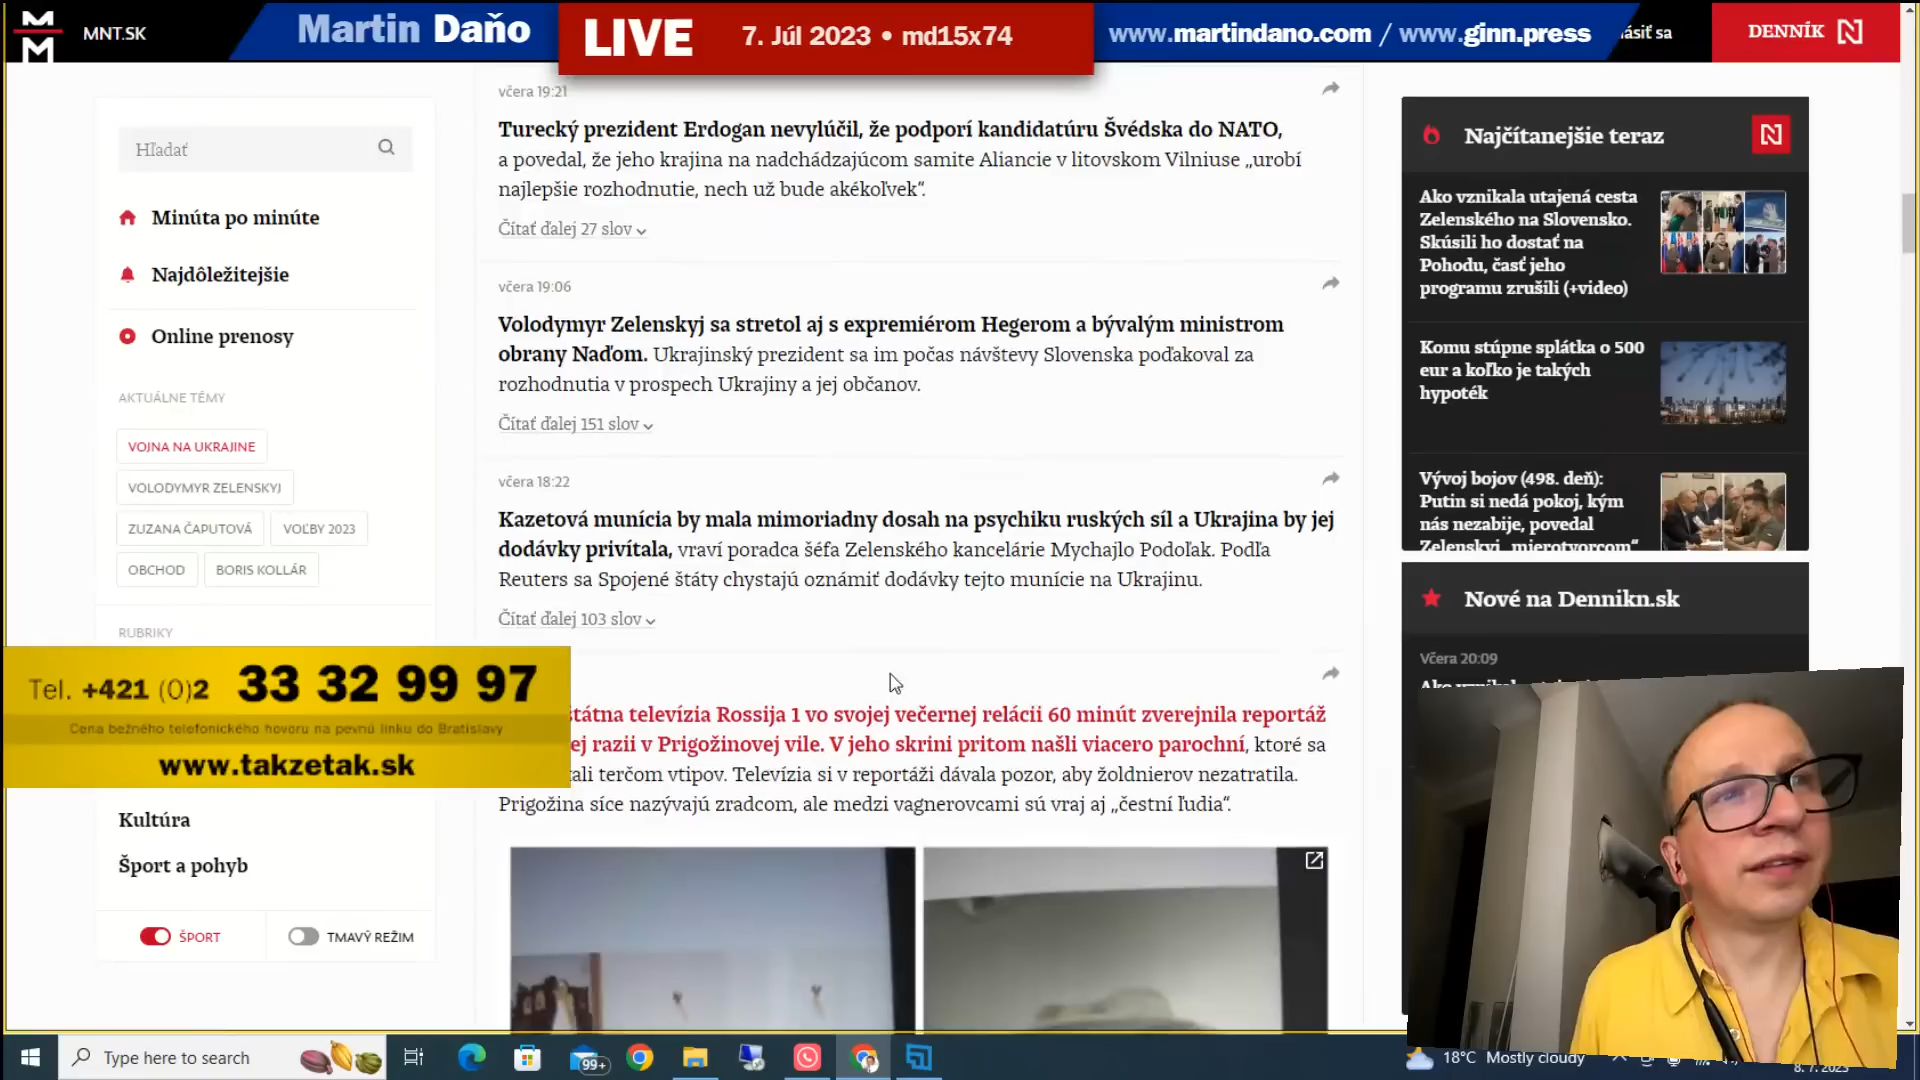 MNT.SK
Martin Daňo
LIVE
7. Júl 2023 • md15x74
www.martindano.com / www.ginn.press
ásiť sa
DENNÍK N
Hľadať
Minúta po minúte
Najdôležitejšie
Online prenosy
AKTUÁLNE TÉMY
VOJNA NA UKRAJINE
VOLODYMYR ZELENSKYJ
ZUZANA ČAPUTOVÁ
VOĽBY 2023
OBCHOD
BORIS KOLLÁR
RUBRIKY
Tel. +421 (0)2 33 32 99 97
Cena bežného telefonického hovoru na pevnú linku do Bratislavy
www.takzetak.sk
Kultúra
Šport a pohyb
ŠPORT
TMAVÝ REŽIM
včera 19:21
Turecký prezident Erdogan nevylúčil, že podporí kandidatúru Švédska do NATO,
a povedal, že jeho krajina na nadchádzajúcom samite Aliancie v litovskom Vilniuse „urobí
najlepšie rozhodnutie, nech už bude akékoľvek“.
Čítať ďalej 27 slov
včera 19:06
Volodymyr Zelenskyj sa stretol aj s expremiérom Hegerom a bývalým ministrom
obrany Naďom. Ukrajinský prezident sa im počas návštevy Slovenska poďakoval za
rozhodnutia v prospech Ukrajiny a jej občanov.
Čítať ďalej 151 slov
včera 18:22
Kazetová munícia by mala mimoriadny dosah na psychiku ruských síl a Ukrajina by jej
dodávky privítala, vraví poradca šéfa Zelenského kancelárie Mychajlo Podoľak. Podľa
Reuters sa Spojené štáty chystajú oznámiť dodávky tejto munície na Ukrajinu.
Čítať ďalej 103 slov
štátna televízia Rossija 1 vo svojej večernej relácii 60 minút zverejnila reportáž
ej razii v Prigožinovej vile. V jeho skrini pritom našli viacero parochní, ktoré sa
tali terčom vtipov. Televízia si v reportáži dávala pozor, aby žoldnierov nezatratila.
Prigožina síce nazývajú zradcom, ale medzi vagnerovcami sú vraj aj „čestní ľudia“.
Najčítanejšie teraz
N
Ako vznikala utajená cesta
Zelenského na Slovensko.
Skúsili ho dostať na
Pohodu, časť jeho
programu zrušili (+video)
Komu stúpne splátka o 500
eur a koľko je takých
hypoték
Vývoj bojov (498. deň):
Putin si nedá pokoj, kým
nás nezabije, povedal
Zelenskyj „mierotvorcom“
Nové na Dennikn.sk
Včera 20:09
Type here to search
99+
18°C Mostly cloudy
8. 7. 2023